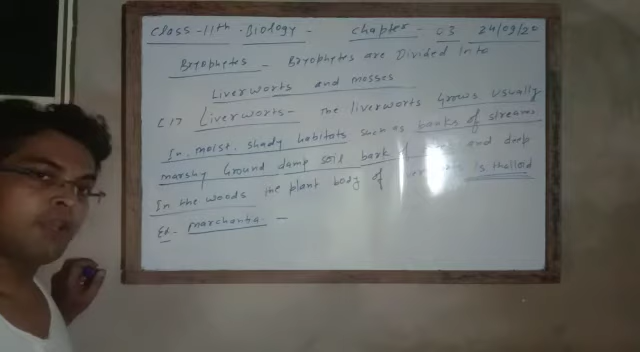 Class - 11th - Biology - Chapter - 03 24/09/20
Bryophytes - Bryophytes are Divided Into
Liverworts and mosses
(1) Liverworts - The liverworts Grows usually
In moist, shady habitats such as banks of streams
marshy Ground damp soil bark and deep
In the woods the plant body of is thalloid
Ex - marchantia -